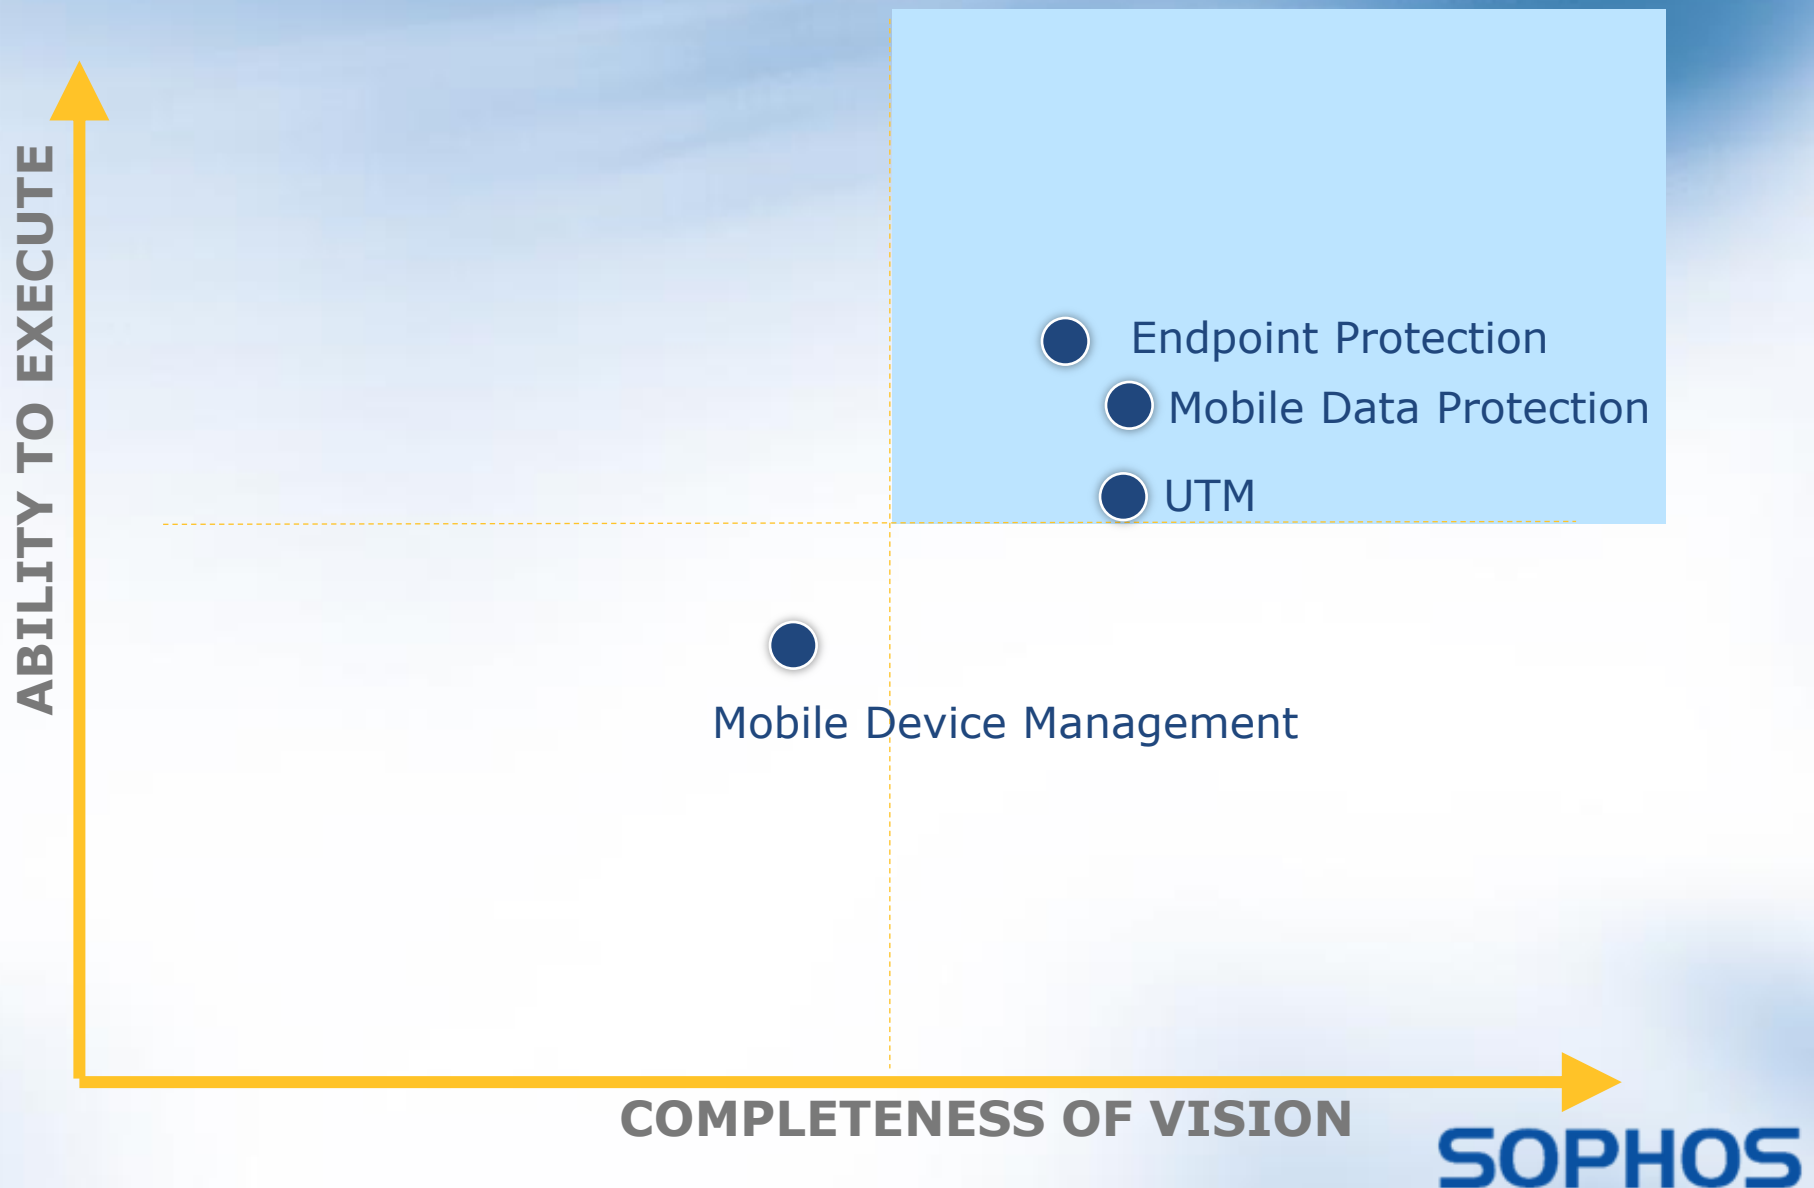 ABILITY TO EXECUTE
Endpoint Protection
Mobile Data Protection
UTM
Mobile Device Management
COMPLETENESS OF VISION
SOPHOS